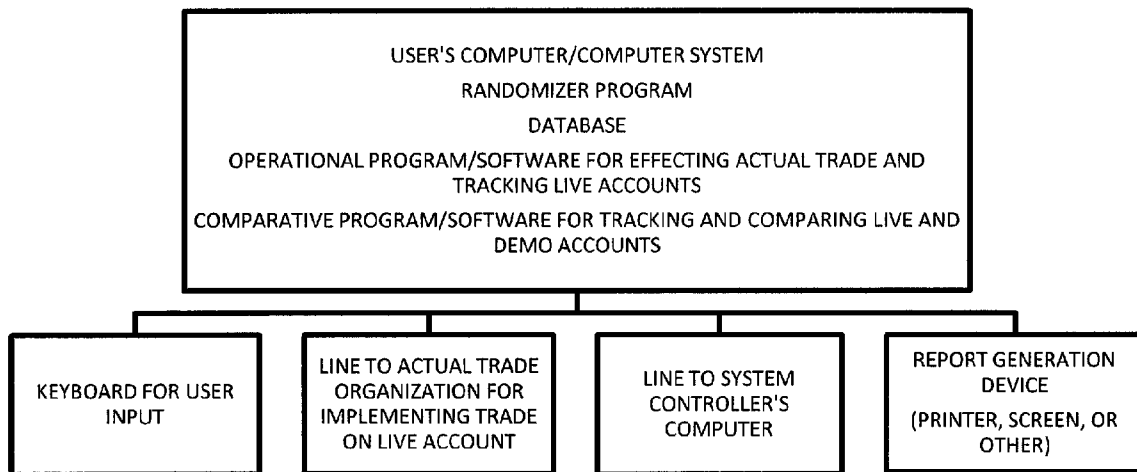 USER'S COMPUTER/COMPUTER SYSTEM
RANDOMIZER PROGRAM
DATABASE
OPERATIONAL PROGRAM/SOFTWARE FOR EFFECTING ACTUAL TRADE AND
TRACKING LIVE ACCOUNTS
COMPARATIVE PROGRAM/SOFTWARE FOR TRACKING AND COMPARING LIVE AND
DEMO ACCOUNTS
KEYBOARD FOR USER
INPUT
LINE TO ACTUAL TRADE
ORGANIZATION FOR
IMPLEMENTING TRADE
ON LIVE ACCOUNT
LINE TO SYSTEM
CONTROLLER'S
COMPUTER
REPORT GENERATION
DEVICE
(PRINTER, SCREEN, OR
OTHER)